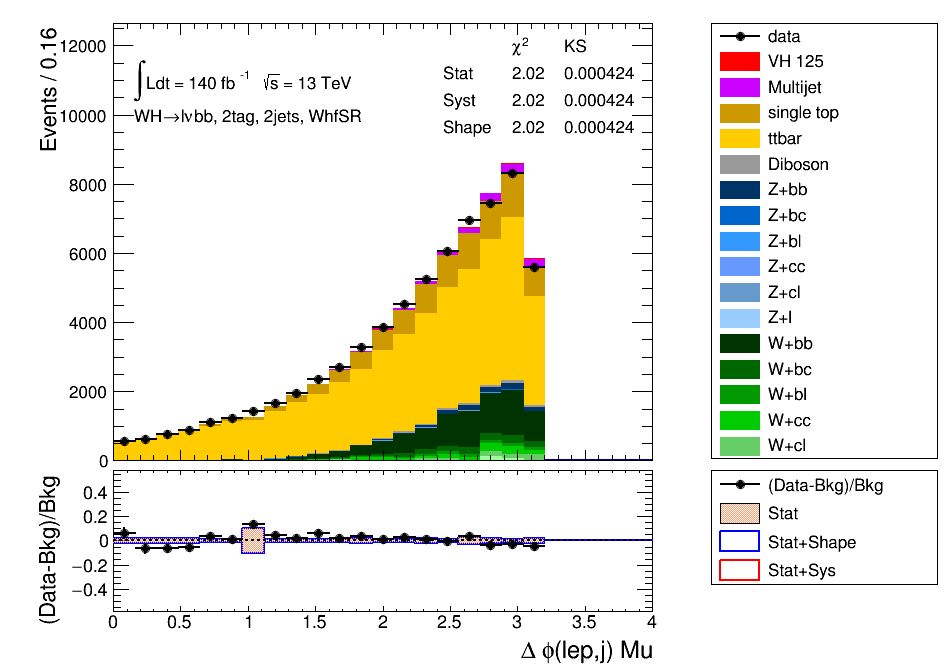 Events / 0.16
12000
10000
8000
6000
4000
2000
0
∫Ldt = 140 fb⁻¹ √s = 13 TeV
WH→lνbb, 2tag, 2jets, WhfSR
χ² KS
Stat 2.02 0.000424
Syst 2.02 0.000424
Shape 2.02 0.000424
data
VH 125
Multijet
single top
ttbar
Diboson
Z+bb
Z+bc
Z+bl
Z+cc
Z+cl
Z+l
W+bb
W+bc
W+bl
W+cc
W+cl
(Data-Bkg)/Bkg
0.4
0.2
0
−0.2
−0.4
0 0.5 1 1.5 2 2.5 3 3.5 4
Δ φ(lep,j) Mu
(Data-Bkg)/Bkg
Stat
Stat+Shape
Stat+Sys